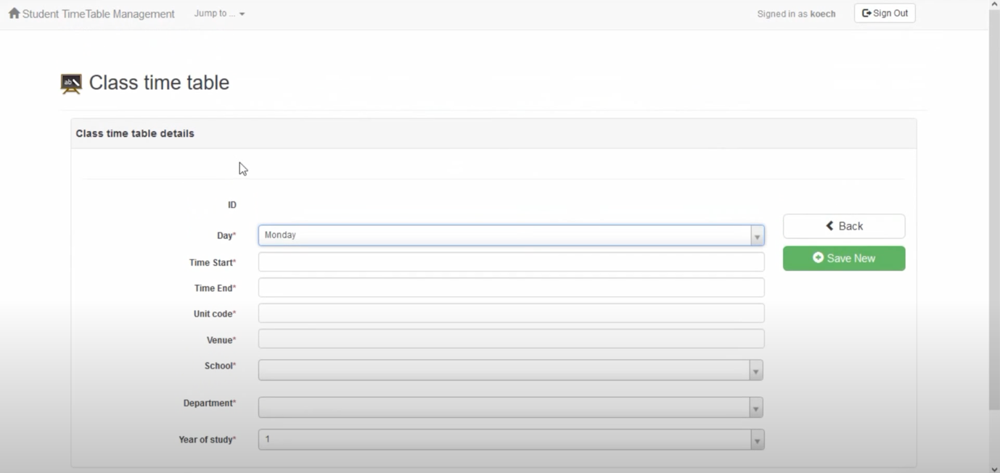 Student TimeTable Management Jump to ... Signed in as koech Sign Out
Class time table
Class time table details
ID
Day* Monday
Back
Time Start*
Save New
Time End*
Unit code*
Venue*
School*
Department*
Year of study* 1